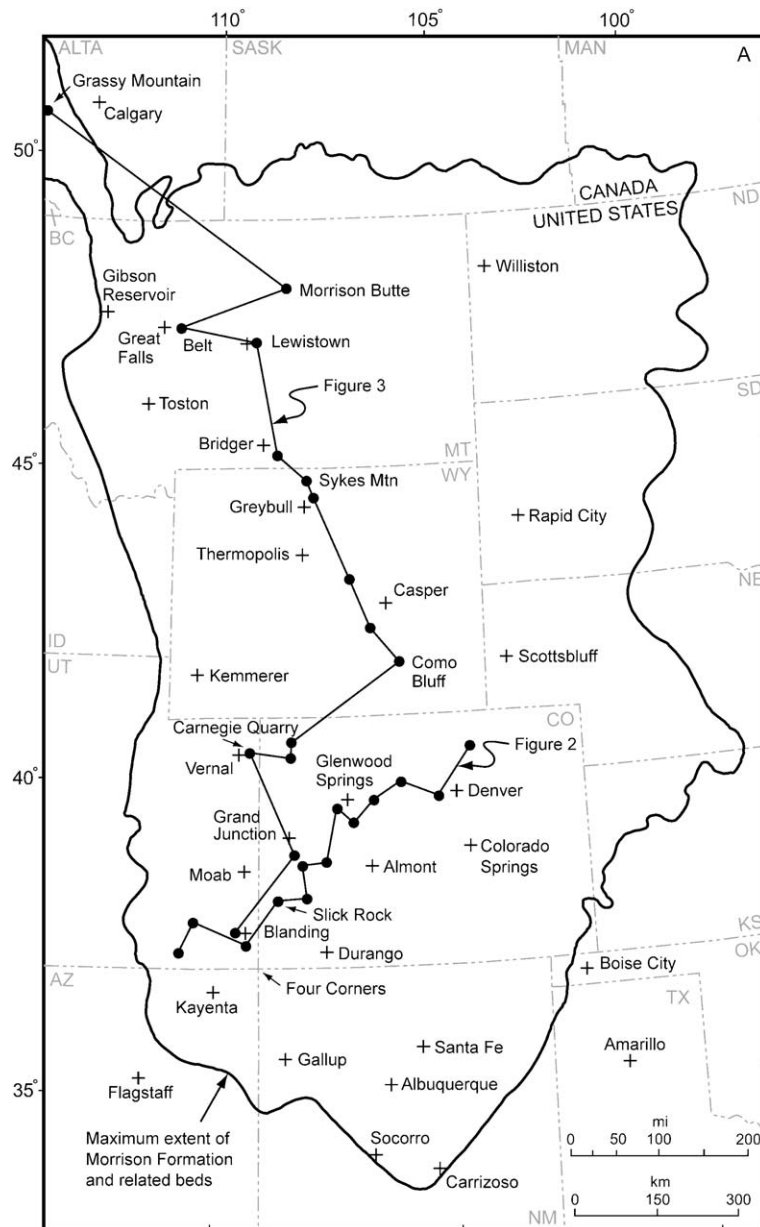 110°
105°
100°
ALTA
SASK
MAN
A
Grassy Mountain
Calgary
50°
CANADA
UNITED STATES
ND
BC
Gibson
Reservoir
Williston
Morrison Butte
Great
Falls
Belt
Lewistown
SD
Figure 3
Toston
Bridger
MT
45°
WY
Sykes Mtn
Greybull
Rapid City
Thermopolis
NE
Casper
ID
UT
Scottsbluff
Como
Bluff
Kemmerer
CO
Carnegie Quarry
Figure 2
Vernal
Glenwood
Springs
40°
Denver
Grand
Junction
Colorado
Springs
Moab
Almont
Slick Rock
Blanding
KS
Durango
OK
AZ
Boise City
Four Corners
Kayenta
TX
Santa Fe
Amarillo
Gallup
35°
Flagstaff
Albuquerque
Maximum extent of
Morrison Formation
and related beds
mi
0 50 100 200
Socorro
Carrizoso
km
0 150 300
NM